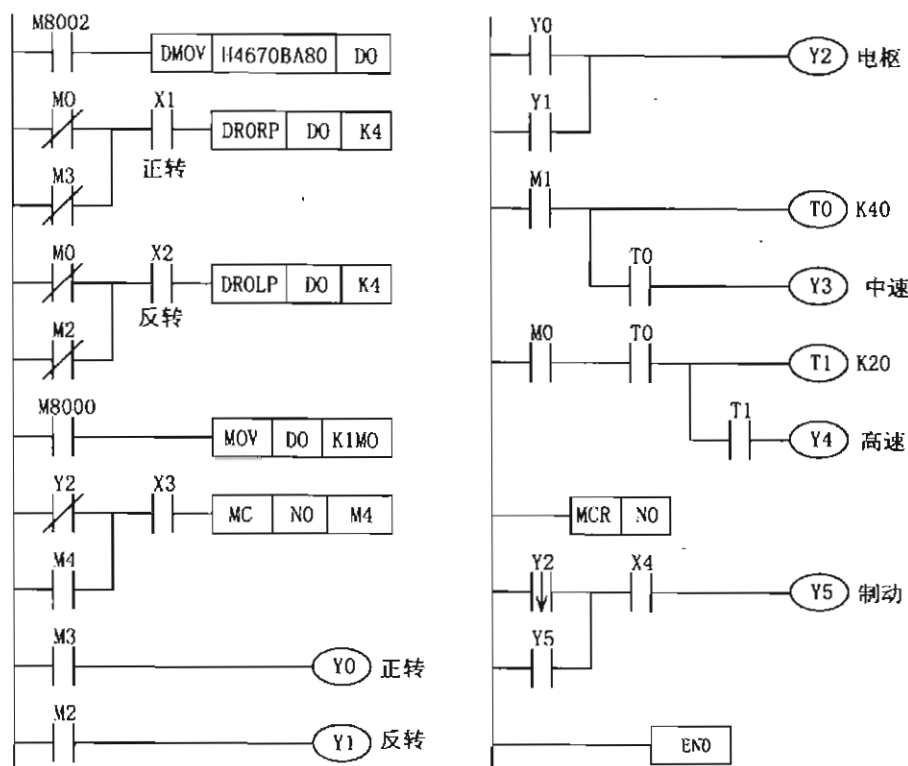 M8002
DMOV H4670BA80 D0
M0 X1
DRORP D0 K4
正转
M3
M0 X2
DROLP D0 K4
反转
M2
M8000
MOV D0 K1M0
Y2 X3
MC N0 M4
M4
M3
Y0 正转
M2
Y1 反转
Y0
Y2 电枢
Y1
M1
T0 K40
T0
Y3 中速
M0 T0
T1 K20
T1
Y4 高速
MCR N0
Y2 X4
Y5 制动
Y5
END